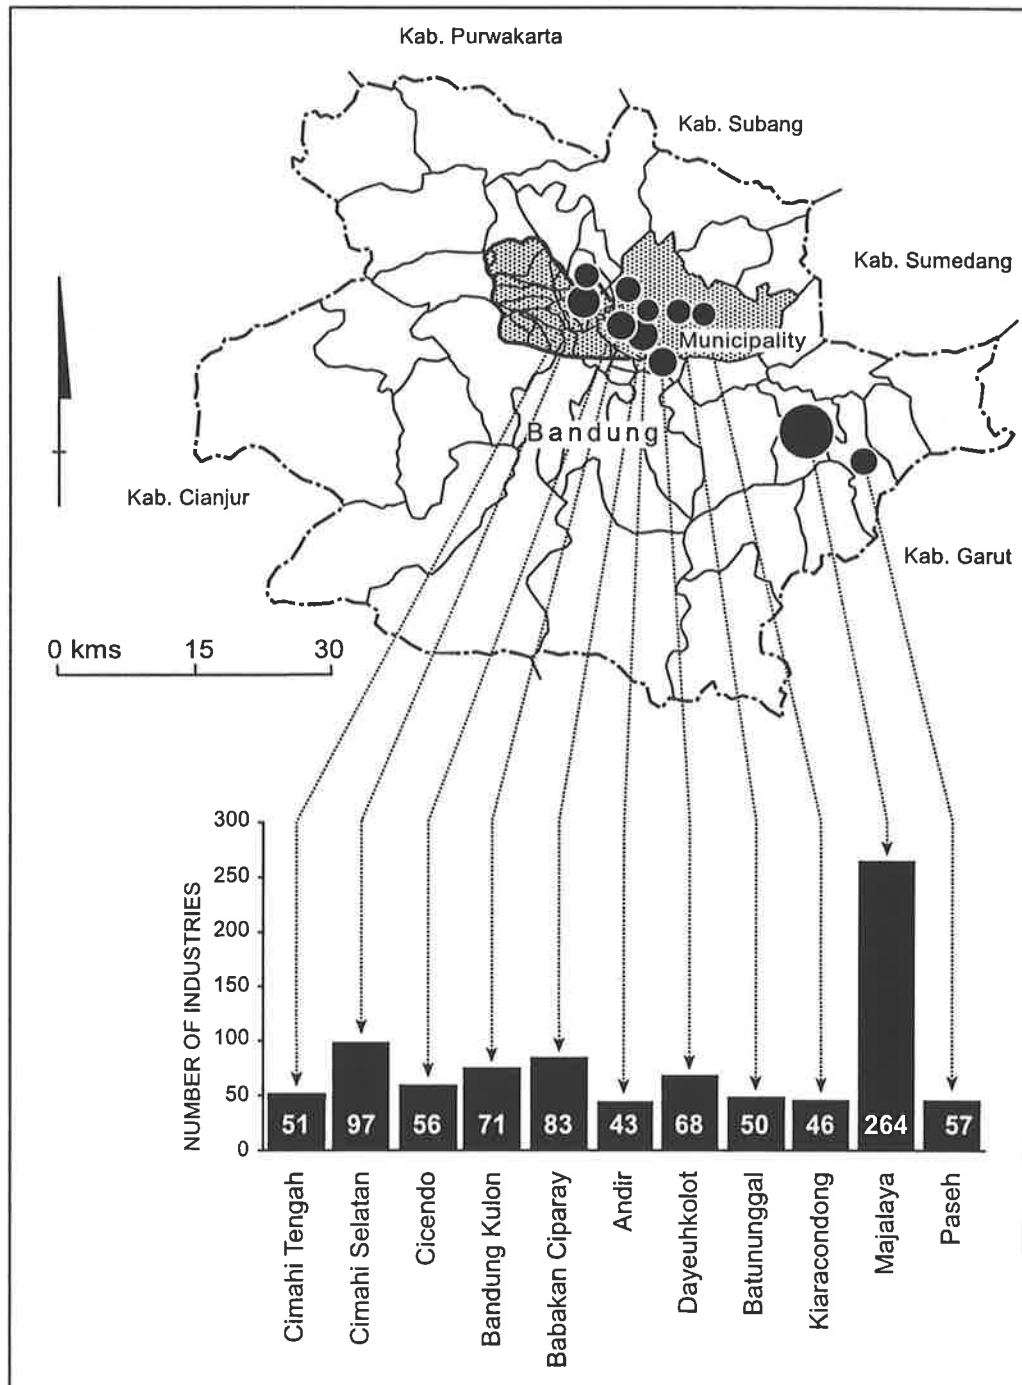 Kab. Purwakarta
Kab. Subang
Kab. Sumedang
Municipality
Bandung
Kab. Cianjur
Kab. Garut
0 kms 15 30
NUMBER OF INDUSTRIES
300
250
200
150
100
50
0
51 97 56 71 83 43 68 50 46 264 57
Cimahi Tengah
Cimahi Selatan
Cicendo
Bandung Kulon
Babakan Ciparay
Andir
Dayeuhkolot
Batununggal
Kiaracondong
Majalaya
Paseh